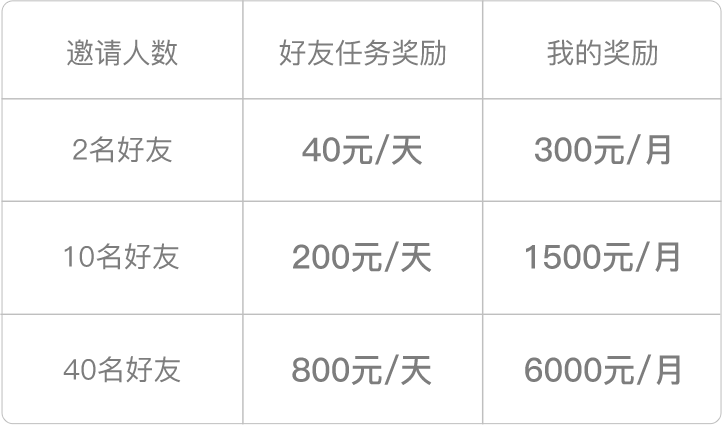 邀请人数 好友任务奖励 我的奖励
2名好友 40元/天 300元/月
10名好友 200元/天 1500元/月
40名好友 800元/天 6000元/月